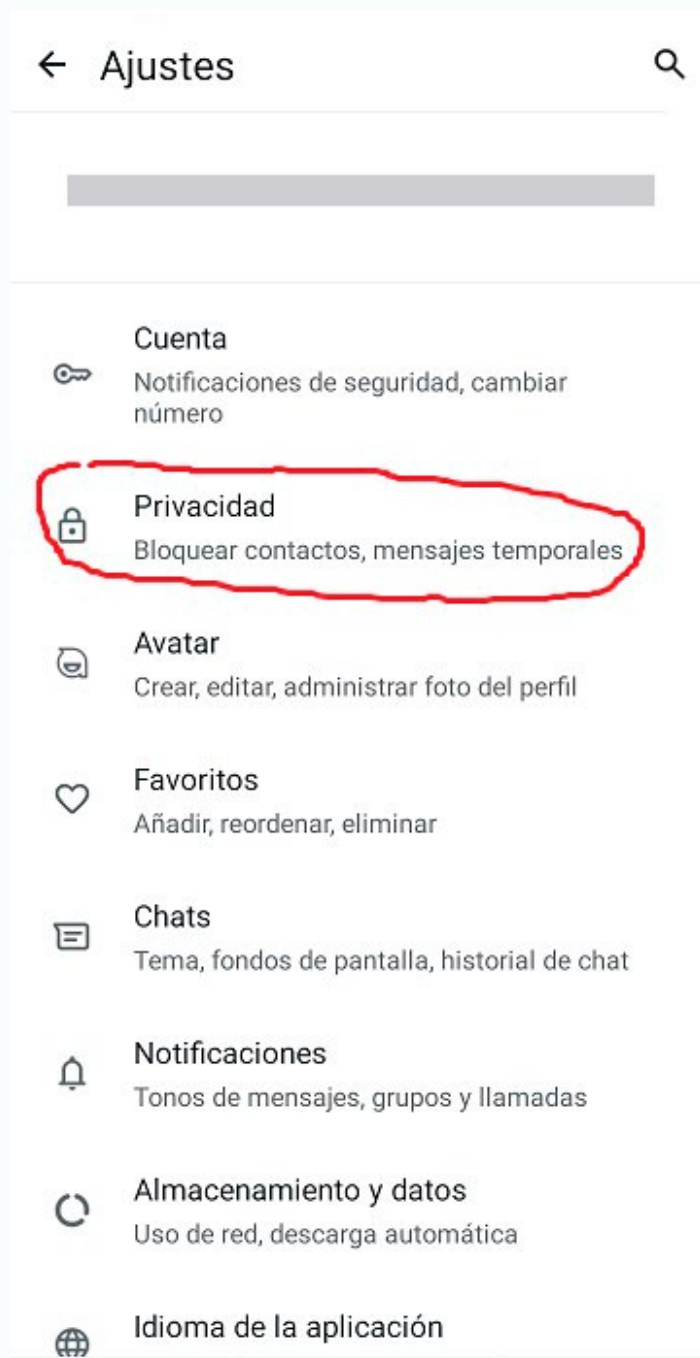 Ajustes
Cuenta
Notificaciones de seguridad, cambiar
número
Privacidad
Bloquear contactos, mensajes temporales
Avatar
Crear, editar, administrar foto del perfil
Favoritos
Añadir, reordenar, eliminar
Chats
Tema, fondos de pantalla, historial de chat
Notificaciones
Tonos de mensajes, grupos y llamadas
Almacenamiento y datos
Uso de red, descarga automática
Idioma de la aplicación